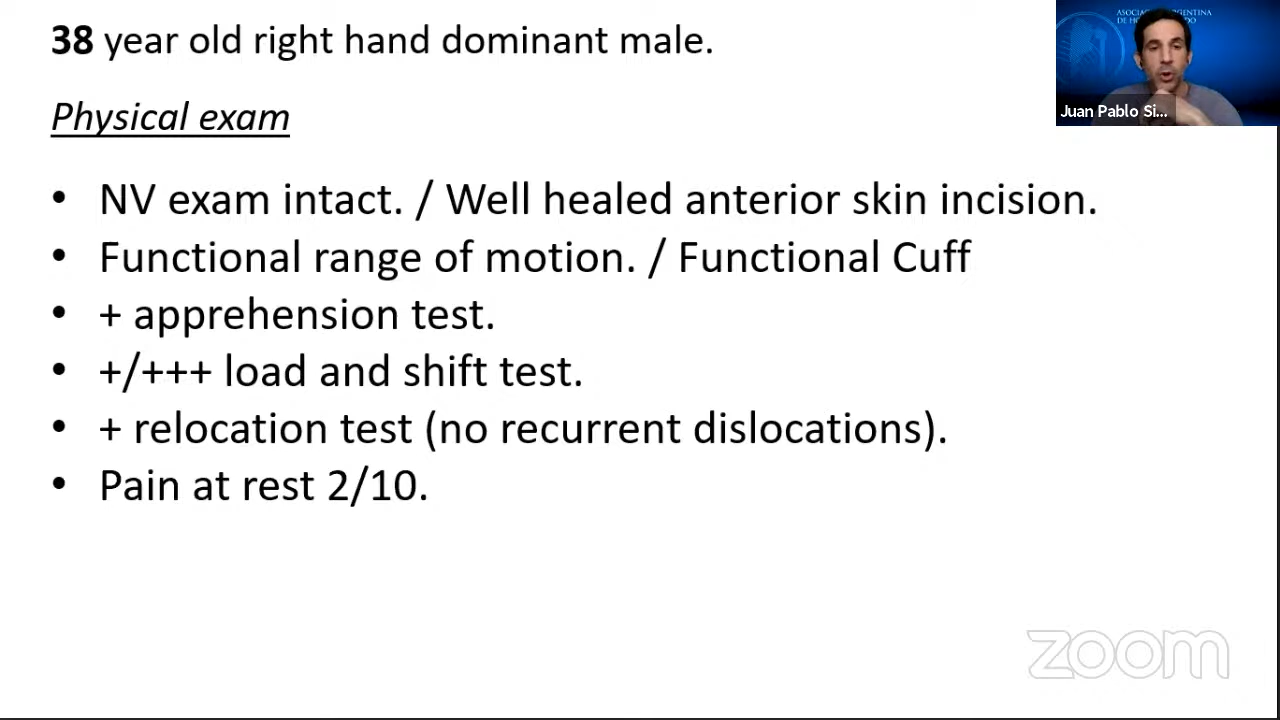 38 year old right hand dominant male.
Physical exam
• NV exam intact. / Well healed anterior skin incision.
• Functional range of motion. / Functional Cuff
• + apprehension test.
• +/+++ load and shift test.
• + relocation test (no recurrent dislocations).
• Pain at rest 2/10.
Juan Pablo Si...
zoom